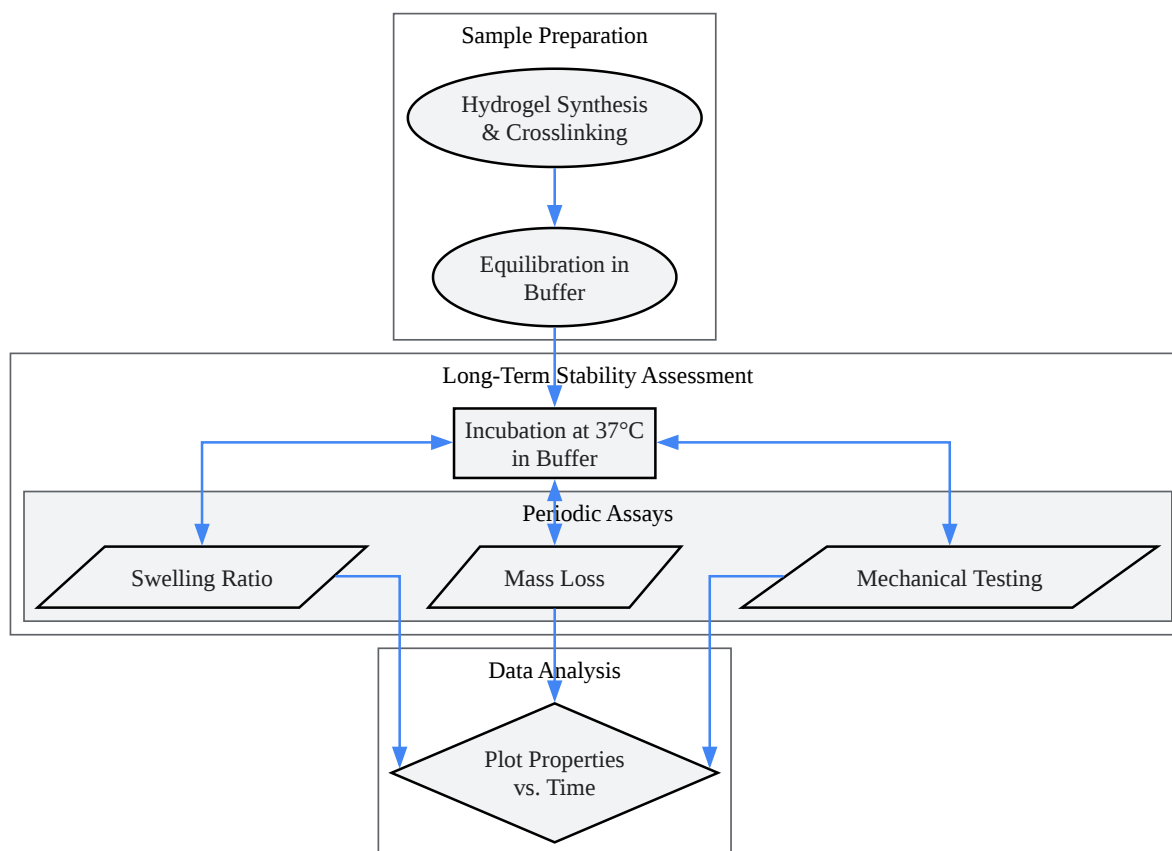 Sample Preparation
Hydrogel Synthesis
& Crosslinking
Equilibration in
Buffer
Long-Term Stability Assessment
Incubation at 37°C
in Buffer
Periodic Assays
Swelling Ratio
Mass Loss
Mechanical Testing
Data Analysis
Plot Properties
vs. Time